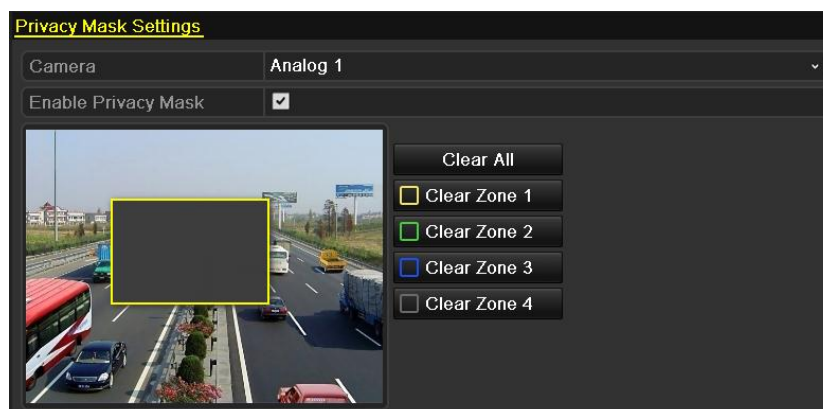 Privacy Mask Settings
Camera Analog 1
Enable Privacy Mask
Clear All
Clear Zone 1
Clear Zone 2
Clear Zone 3
Clear Zone 4